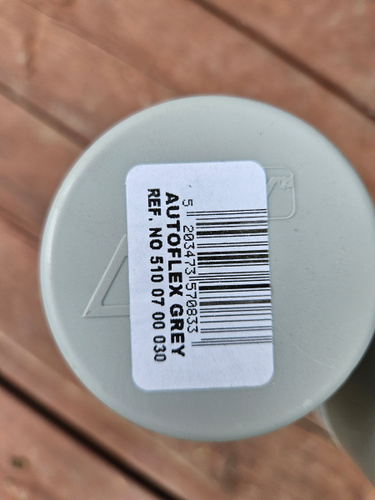 5 203473 570833
AUTOFLEX GREY
REF. NO 510 07 00 030